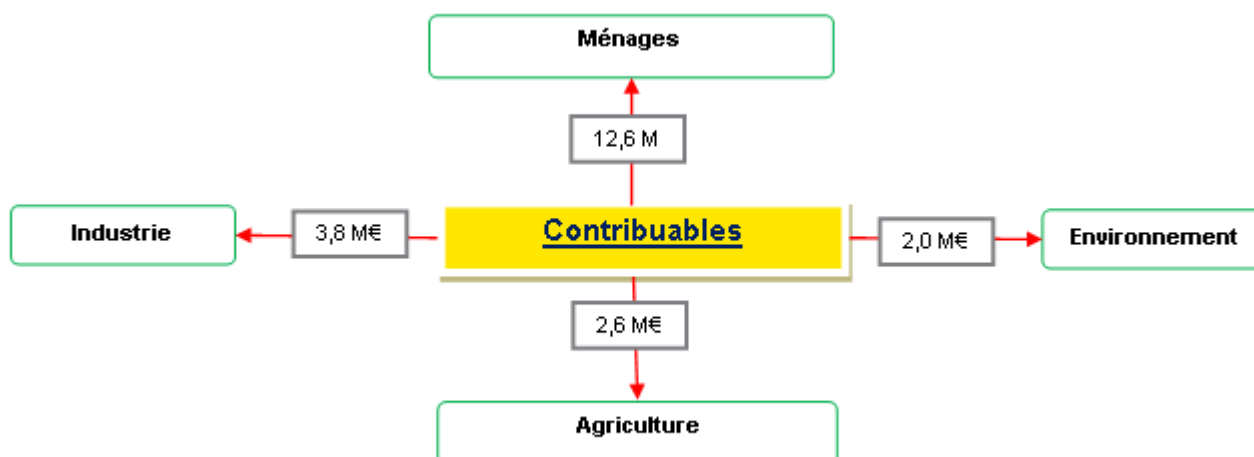 Ménages
12,6 M
Contribuables
Industrie
3,8 M€
2,0 M€
Environnement
2,6 M€
Agriculture